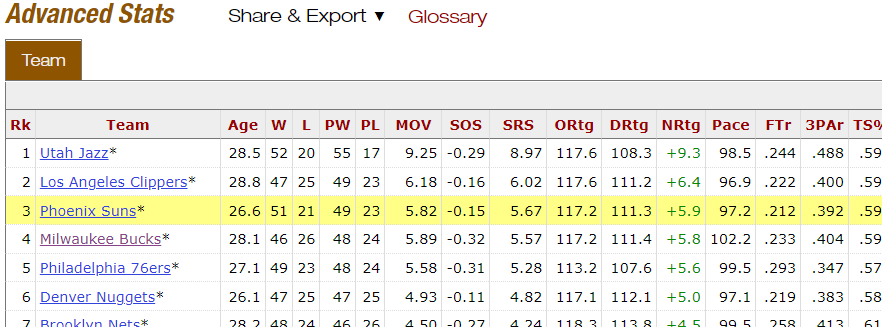 Advanced Stats Share & Export ▼ Glossary
Team
Rk Team Age W L PW PL MOV SOS SRS ORtg DRtg NRtg Pace FTr 3PAr TS%
1 Utah Jazz* 28.5 52 20 55 17 9.25 -0.29 8.97 117.6 108.3 +9.3 98.5 .244 .488 .59
2 Los Angeles Clippers* 28.8 47 25 49 23 6.18 -0.16 6.02 117.6 111.2 +6.4 96.9 .222 .400 .59
3 Phoenix Suns* 26.6 51 21 49 23 5.82 -0.15 5.67 117.2 111.3 +5.9 97.2 .212 .392 .59
4 Milwaukee Bucks* 28.1 46 26 48 24 5.89 -0.32 5.57 117.2 111.4 +5.8 102.2 .233 .404 .59
5 Philadelphia 76ers* 27.1 49 23 48 24 5.58 -0.31 5.28 113.2 107.6 +5.6 99.5 .293 .347 .57
6 Denver Nuggets* 26.1 47 25 47 25 4.93 -0.11 4.82 117.1 112.1 +5.0 97.1 .219 .383 .58
7 Brooklyn Nets* 28.2 48 24 46 26 4.50 -0.27 4.24 118.3 113.8 +4.5 99.5 .258 .413 .61